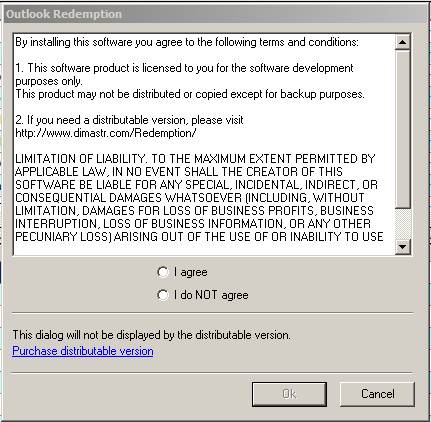 Outlook Redemption
By installing this software you agree to the following terms and conditions:
1. This software product is licensed to you for the software development
purposes only.
This product may not be distributed or copied except for backup purposes.
2. If you need a distributable version, please visit
http://www.dimastr.com/Redemption/
LIMITATION OF LIABILITY. TO THE MAXIMUM EXTENT PERMITTED BY
APPLICABLE LAW, IN NO EVENT SHALL THE CREATOR OF THIS
SOFTWARE BE LIABLE FOR ANY SPECIAL, INCIDENTAL, INDIRECT, OR
CONSEQUENTIAL DAMAGES WHATSOEVER (INCLUDING, WITHOUT
LIMITATION, DAMAGES FOR LOSS OF BUSINESS PROFITS, BUSINESS
INTERRUPTION, LOSS OF BUSINESS INFORMATION, OR ANY OTHER
PECUNIARY LOSS) ARISING OUT OF THE USE OF OR INABILITY TO USE
I agree
I do NOT agree
This dialog will not be displayed by the distributable version.
Purchase distributable version
Ok
Cancel